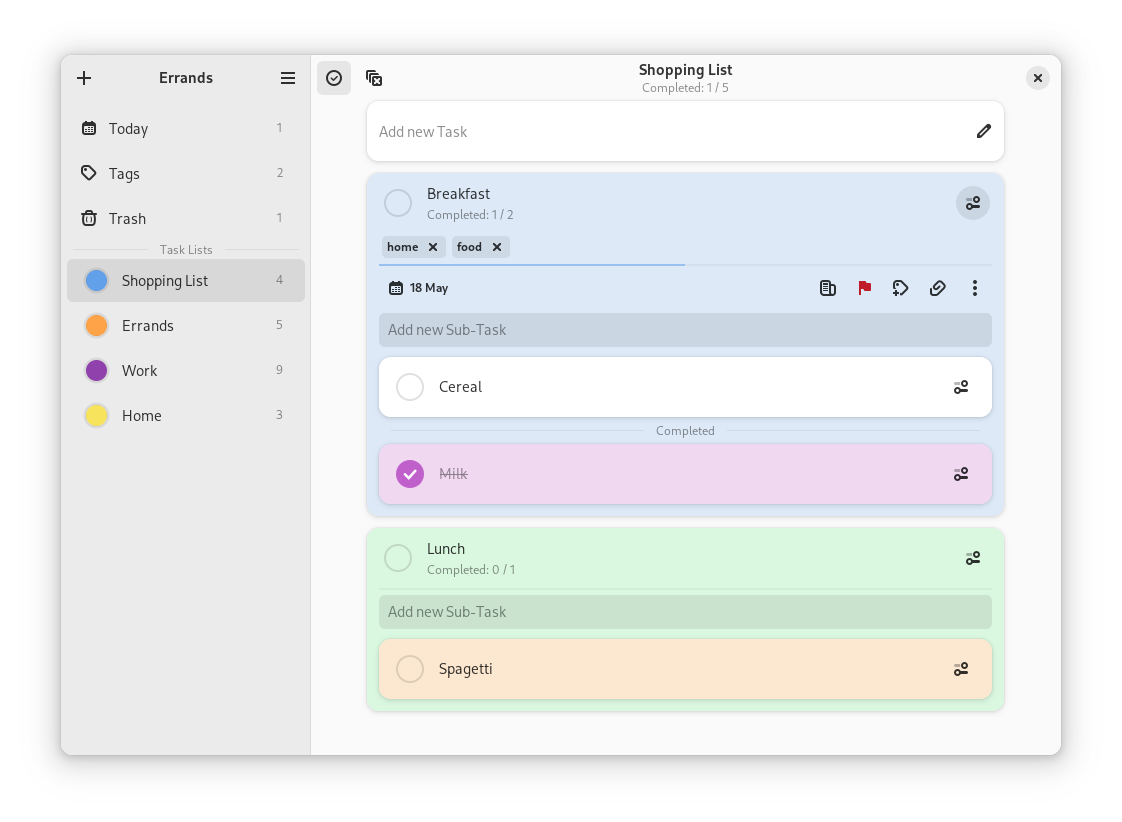 Errands
Today 1
Tags 2
Trash 1
Task Lists
Shopping List 4
Errands 5
Work 9
Home 3
Shopping List
Completed: 1 / 5
Add new Task
Breakfast
Completed: 1 / 2
home food
18 May
Add new Sub-Task
Cereal
Completed
Milk
Lunch
Completed: 0 / 1
Add new Sub-Task
Spagetti